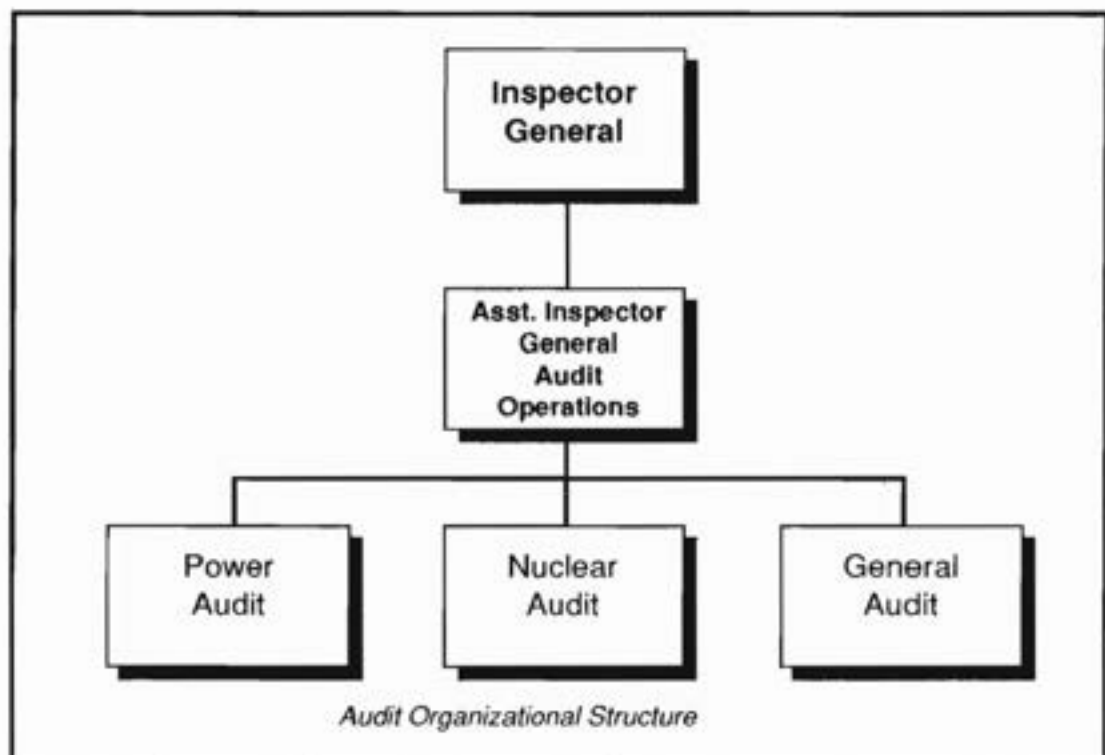 Inspector
General
Asst. Inspector
General
Audit
Operations
Power
Audit
Nuclear
Audit
General
Audit
Audit Organizational Structure